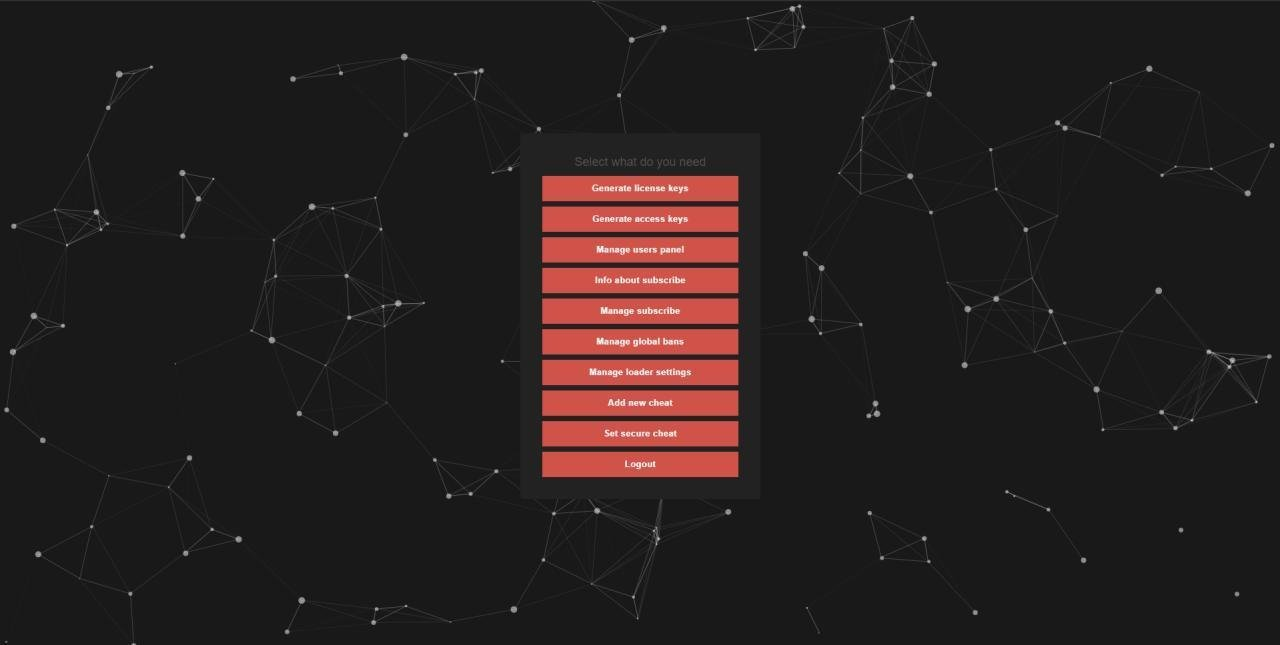 Select what do you need
Generate license keys
Generate access keys
Manage users panel
Info about subscribe
Manage subscribe
Manage global bans
Manage loader settings
Add new cheat
Set secure cheat
Logout